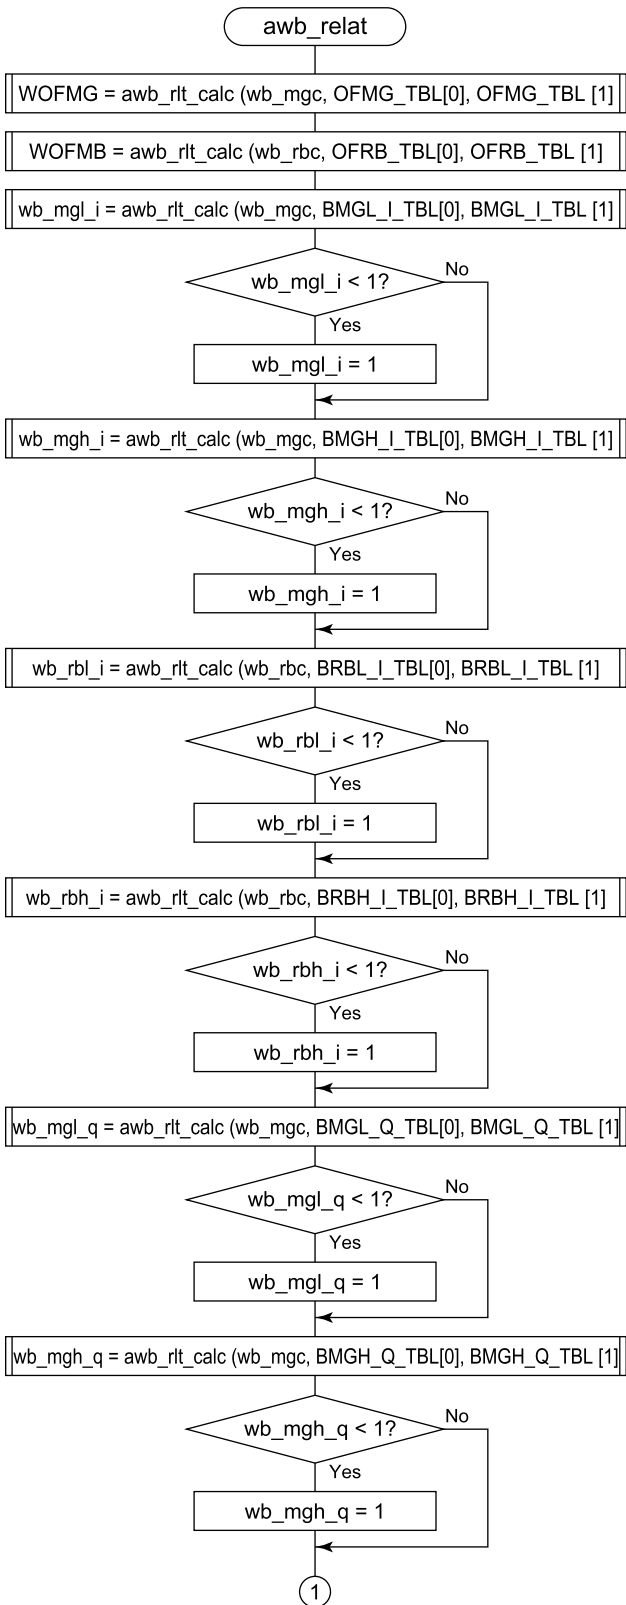 awb_relat
WOFMG = awb_rlt_calc (wb_mgc, OFMG_TBL[0], OFMG_TBL [1]
WOFMB = awb_rlt_calc (wb_rbc, OFRB_TBL[0], OFRB_TBL [1]
wb_mgl_i = awb_rlt_calc (wb_mgc, BMGL_I_TBL[0], BMGL_I_TBL [1]
wb_mgl_i < 1?
No
Yes
wb_mgl_i = 1
wb_mgh_i = awb_rlt_calc (wb_mgc, BMGH_I_TBL[0], BMGH_I_TBL [1]
wb_mgh_i < 1?
No
Yes
wb_mgh_i = 1
wb_rbl_i = awb_rlt_calc (wb_rbc, BRBL_I_TBL[0], BRBL_I_TBL [1]
wb_rbl_i < 1?
No
Yes
wb_rbl_i = 1
wb_rbh_i = awb_rlt_calc (wb_rbc, BRBH_I_TBL[0], BRBH_I_TBL [1]
wb_rbh_i < 1?
No
Yes
wb_rbh_i = 1
wb_mgl_q = awb_rlt_calc (wb_mgc, BMGL_Q_TBL[0], BMGL_Q_TBL [1]
wb_mgl_q < 1?
No
Yes
wb_mgl_q = 1
wb_mgh_q = awb_rlt_calc (wb_mgc, BMGH_Q_TBL[0], BMGH_Q_TBL [1]
wb_mgh_q < 1?
No
Yes
wb_mgh_q = 1
1